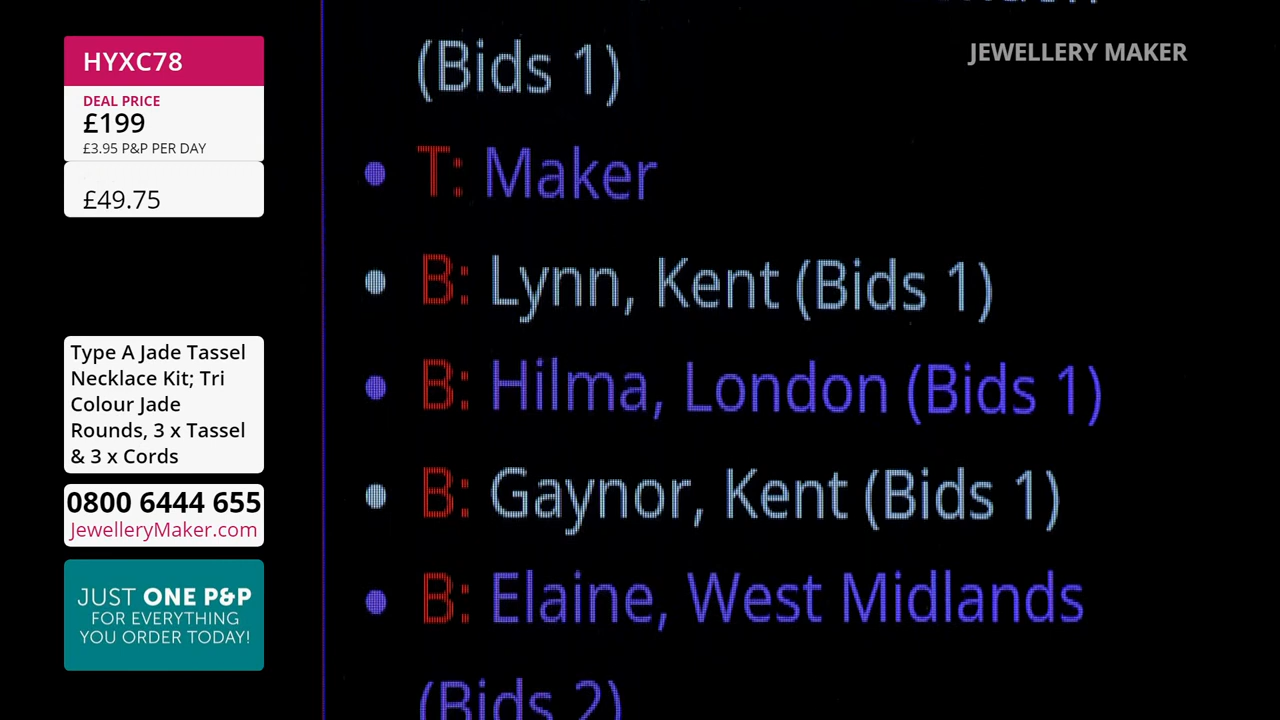 HYXC78
DEAL PRICE
£199
£3.95 P&P PER DAY
£49.75
Type A Jade Tassel
Necklace Kit; Tri
Colour Jade
Rounds, 3 x Tassel
& 3 x Cords
0800 6444 655
JewelleryMaker.com
JUST ONE P&P
FOR EVERYTHING
YOU ORDER TODAY!
JEWELLERY MAKER
(Bids 1)
• T: Maker
• B: Lynn, Kent (Bids 1)
• B: Hilma, London (Bids 1)
• B: Gaynor, Kent (Bids 1)
• B: Elaine, West Midlands
(Bids 2)